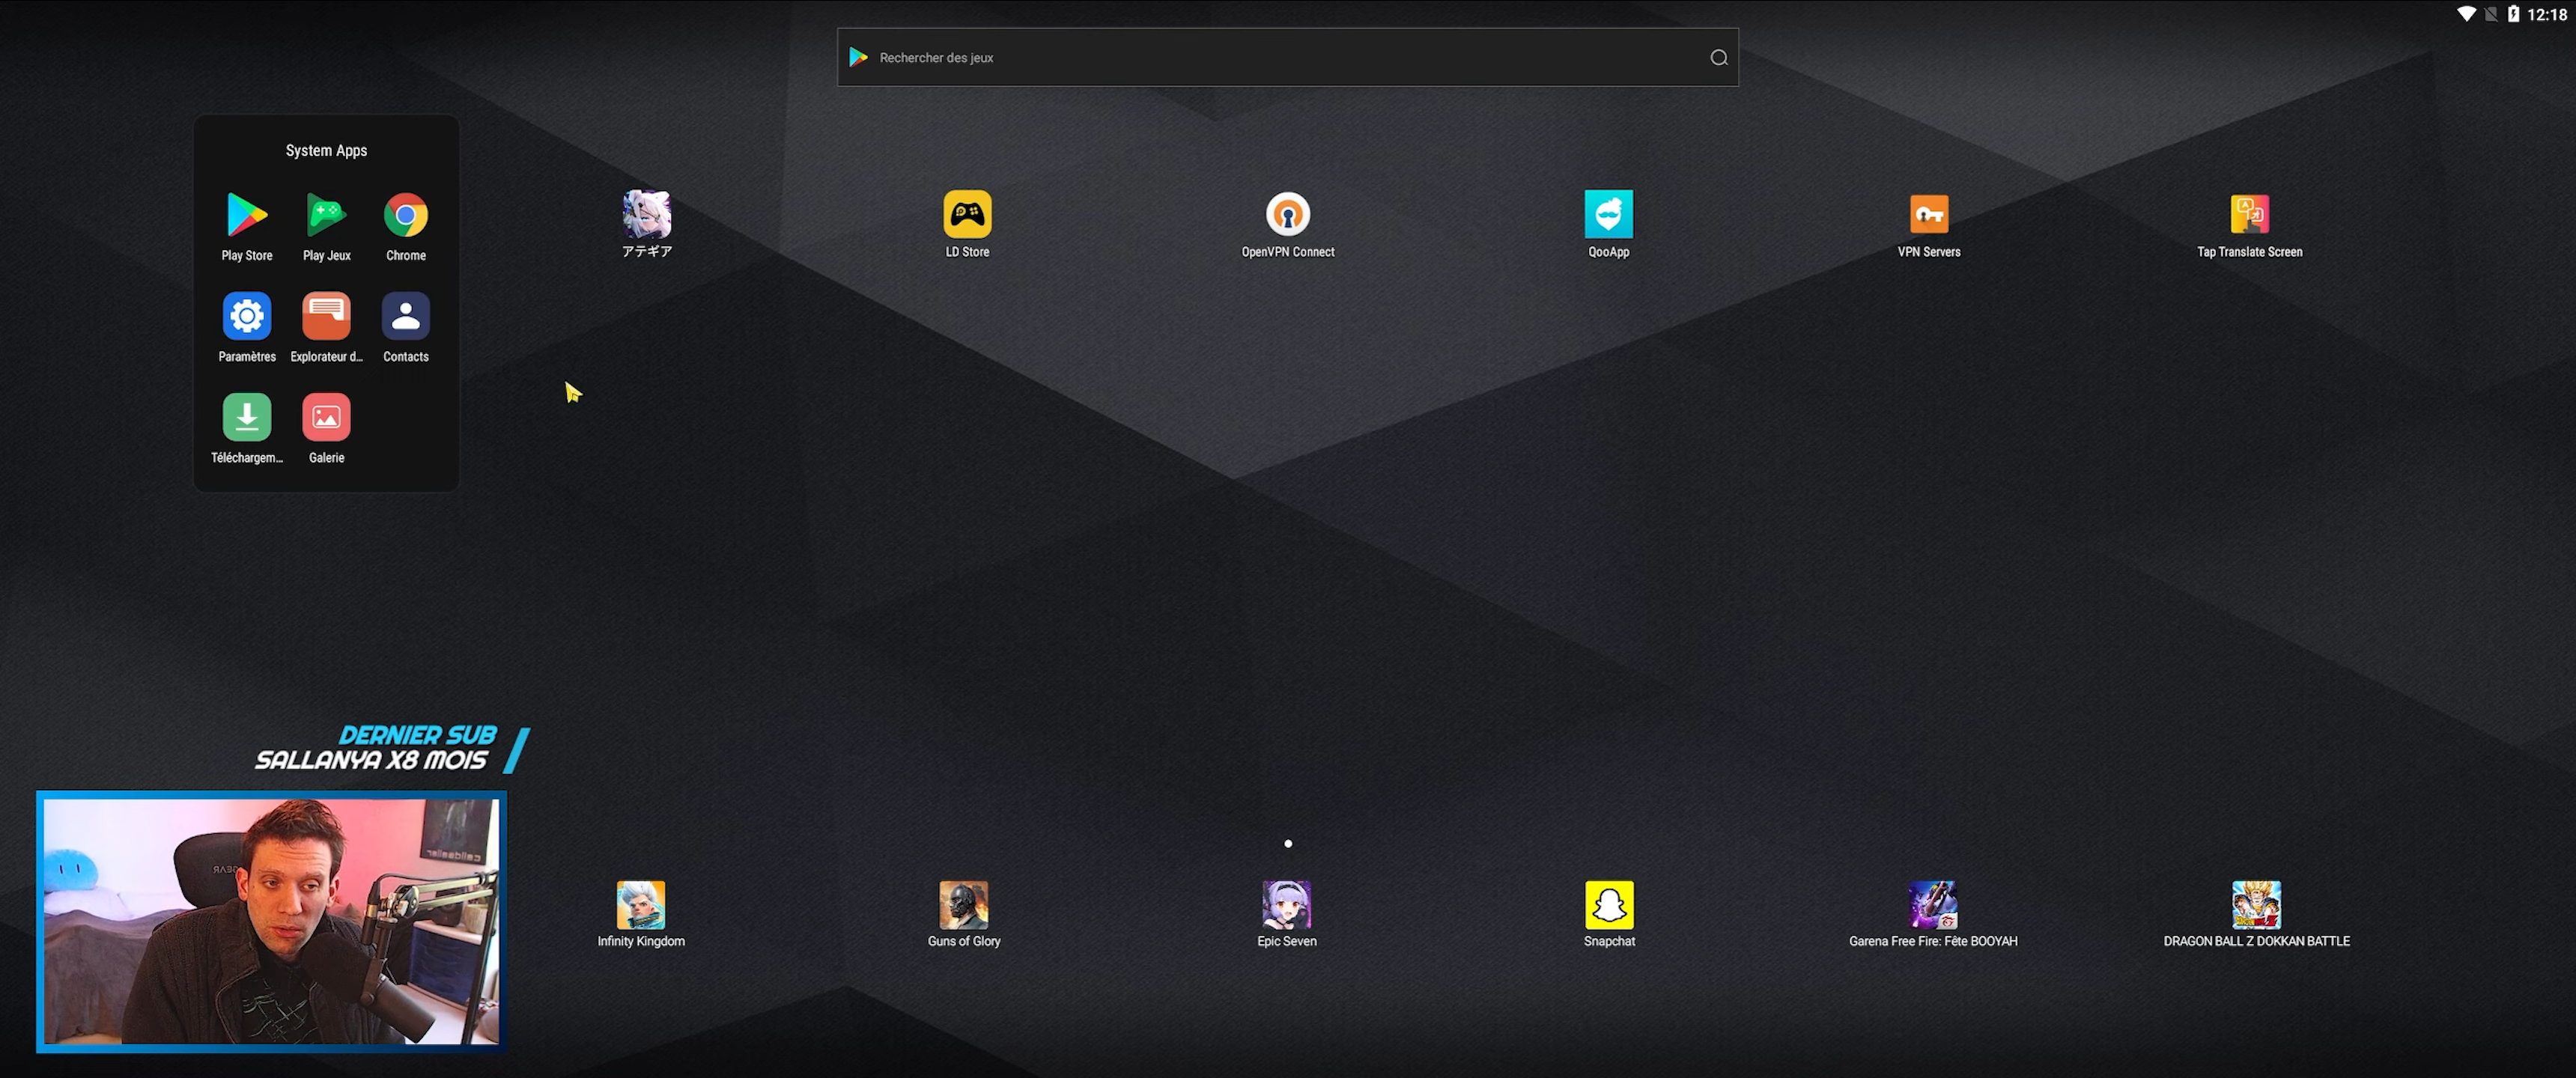 12:18
Rechercher des jeux
System Apps
Play Store
Play Jeux
Chrome
Paramètres
Explorateur d...
Contacts
Téléchargem...
Galerie
アテギア
LD Store
OpenVPN Connect
QooApp
VPN Servers
Tap Translate Screen
DERNIER SUB
SALLANYA X8 MOIS
Infinity Kingdom
Guns of Glory
Epic Seven
Snapchat
Garena Free Fire: Fête BOOYAH
DRAGON BALL Z DOKKAN BATTLE